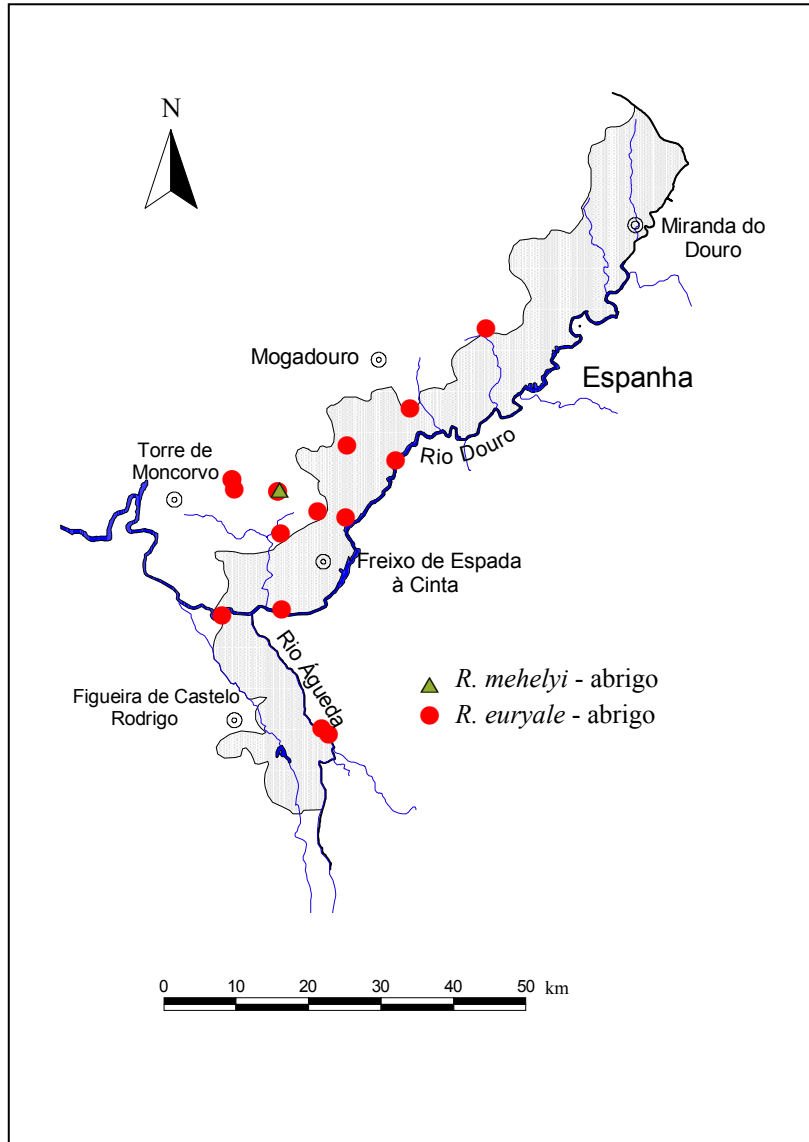 N
Miranda do
Douro
Mogadouro
Espanha
Rio Douro
Torre de
Moncorvo
Freixo de Espada
à Cinta
Rio Águeda
Figueira de Castelo
Rodrigo
R. mehelyi - abrigo
R. euryale - abrigo
0 10 20 30 40 50 km